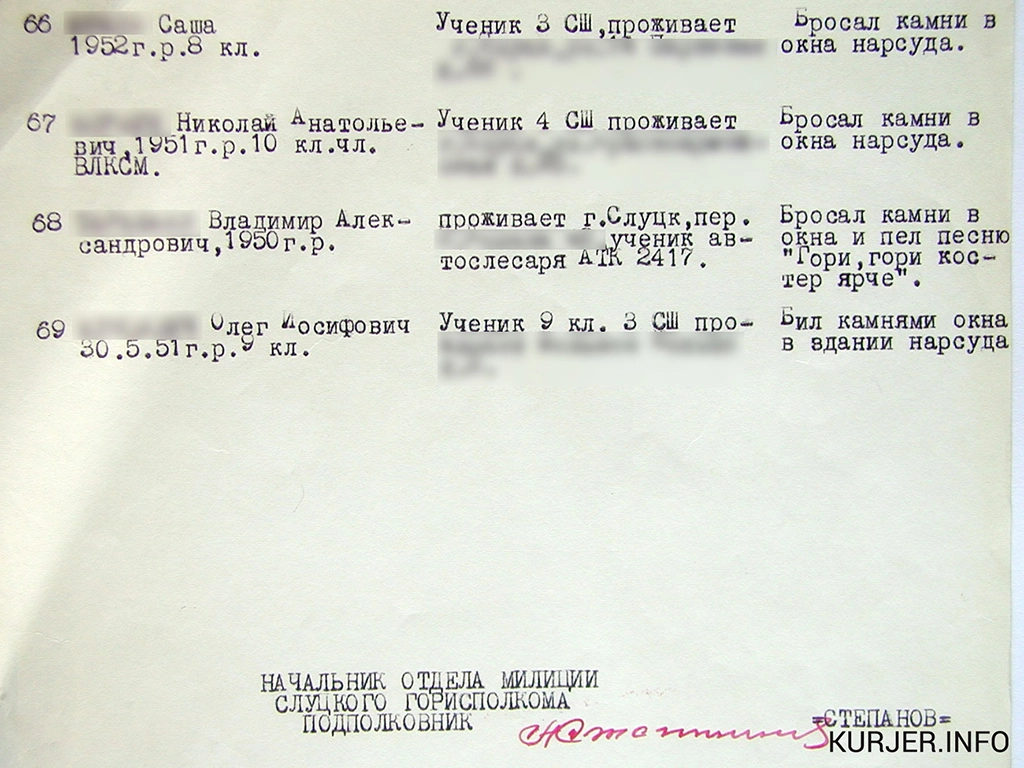 66 Саша Ученик 3 СШ,проживает Бросал камни в
1952г.р.8 кл. окна нарсуда.
67 Николай Анатолье- Ученик 4 СШ проживает Бросал камни в
вич,1951г.р.10 кл.чл. окна нарсуда.
ВЛКСМ.
68 Владимир Алек- проживает г.Слуцк,пер. Бросал камни в
сандрович,1950г.р. ,ученик ав- окна и пел песню
тослесаря АТК 2417. "Гори,гори кос-
тер ярче".
69 Олег Иосифович Ученик 9 кл. 3 СШ про- Бил камнями окна
30.5.51г.р.9 кл. в здании нарсуда
НАЧАЛЬНИК ОТДЕЛА МИЛИЦИИ
СЛУЦКОГО ГОРИСПОЛКОМА
ПОДПОЛКОВНИК =СТЕПАНОВ=
KURJER.INFO